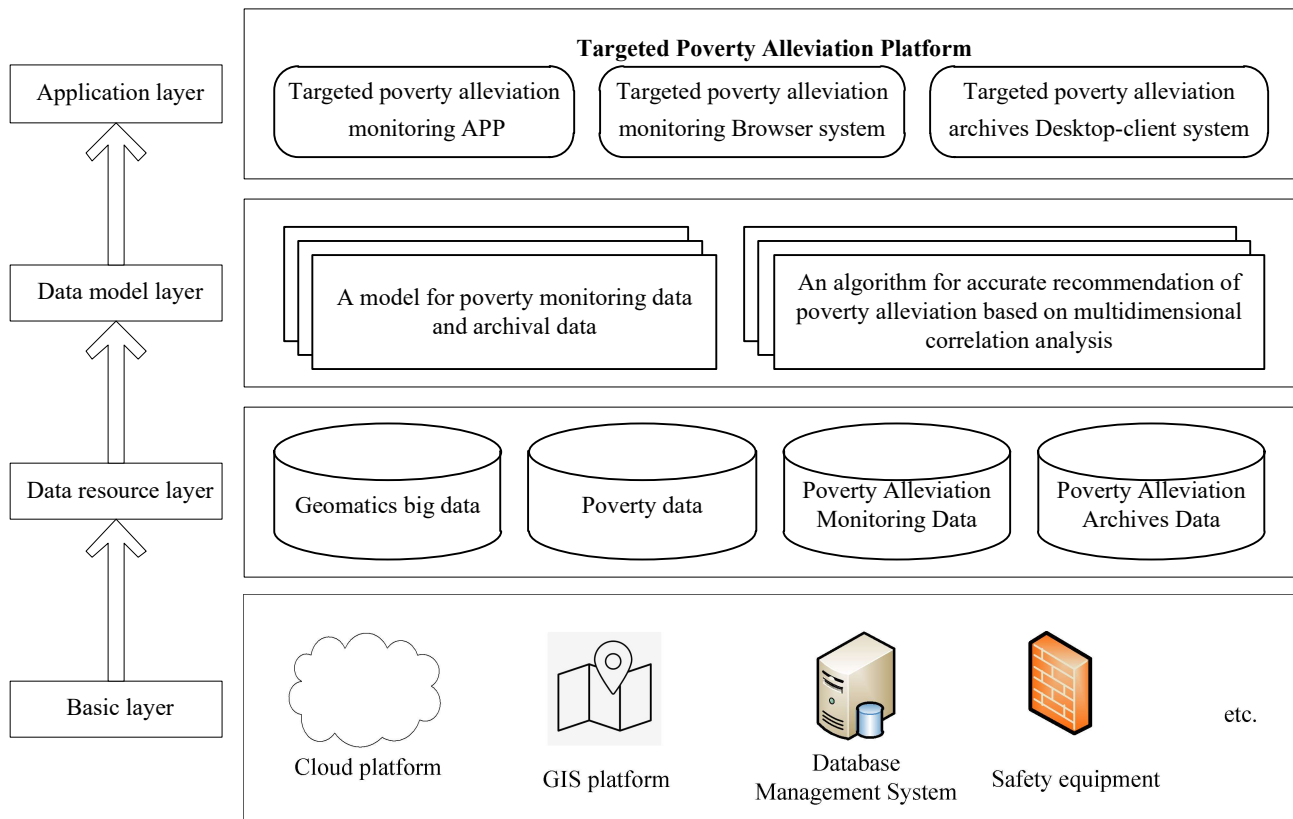 Targeted Poverty Alleviation Platform
Application layer
Targeted poverty alleviation
monitoring APP
Targeted poverty alleviation
monitoring Browser system
Targeted poverty alleviation
archives Desktop-client system
Data model layer
A model for poverty monitoring data
and archival data
An algorithm for accurate recommendation of
poverty alleviation based on multidimensional
correlation analysis
Data resource layer
Geomatics big data
Poverty data
Poverty Alleviation
Monitoring Data
Poverty Alleviation
Archives Data
Basic layer
Cloud platform
GIS platform
Database
Management System
Safety equipment
etc.